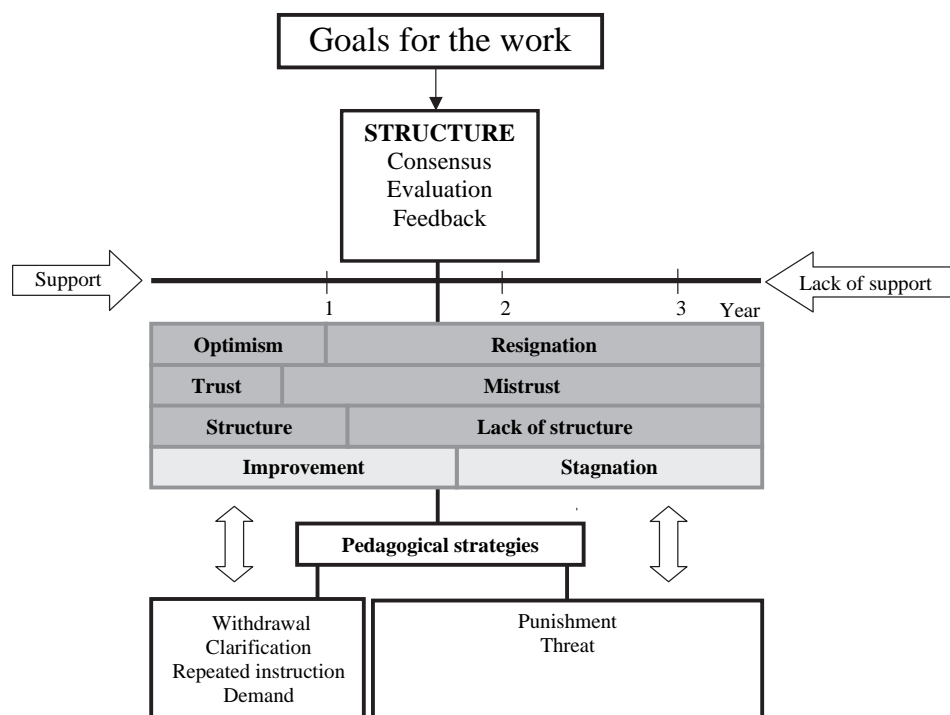 Goals for the work
STRUCTURE
Consensus
Evaluation
Feedback
Support
Lack of support
1
2
3
Year
Optimism
Resignation
Trust
Mistrust
Structure
Lack of structure
Improvement
Stagnation
Pedagogical strategies
Withdrawal
Clarification
Repeated instruction
Demand
Punishment
Threat